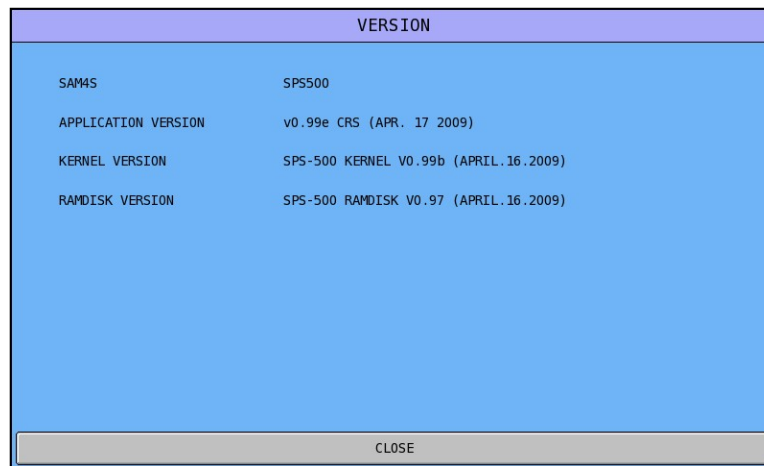 VERSION
SAM4S SPS500
APPLICATION VERSION v0.99e CRS (APR. 17 2009)
KERNEL VERSION SPS-500 KERNEL V0.99b (APRIL.16.2009)
RAMDISK VERSION SPS-500 RAMDISK V0.97 (APRIL.16.2009)
CLOSE